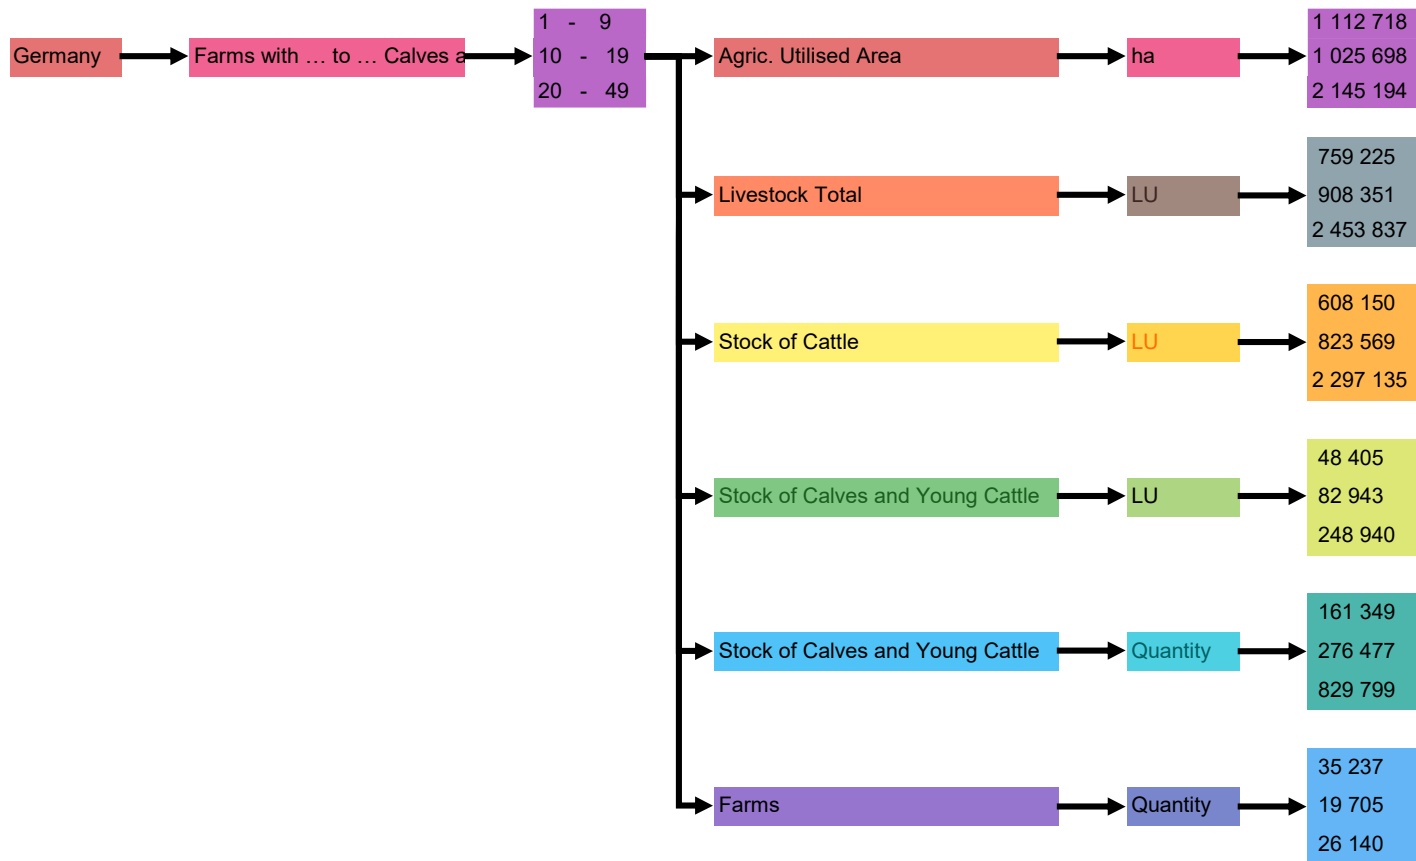 Germany
Farms with … to … Calves a
1 - 9
10 - 19
20 - 49
Agric. Utilised Area
ha
1 112 718
1 025 698
2 145 194
Livestock Total
LU
759 225
908 351
2 453 837
Stock of Cattle
LU
608 150
823 569
2 297 135
Stock of Calves and Young Cattle
LU
48 405
82 943
248 940
Stock of Calves and Young Cattle
Quantity
161 349
276 477
829 799
Farms
Quantity
35 237
19 705
26 140